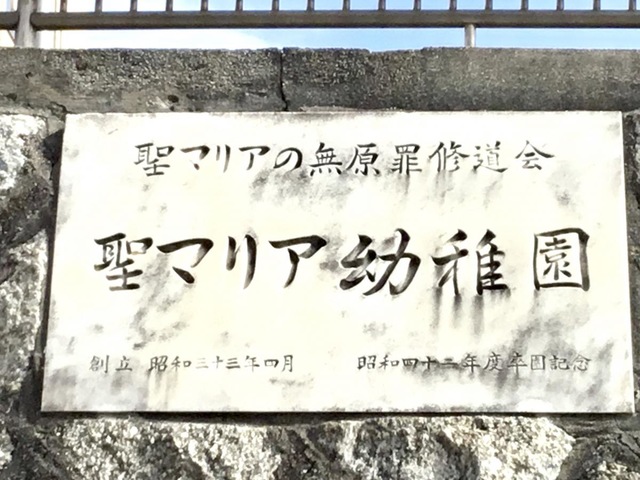 聖マリアの無原罪修道会
聖マリア幼稚園
創立 昭和三十三年四月 昭和四十二年度卒園記念